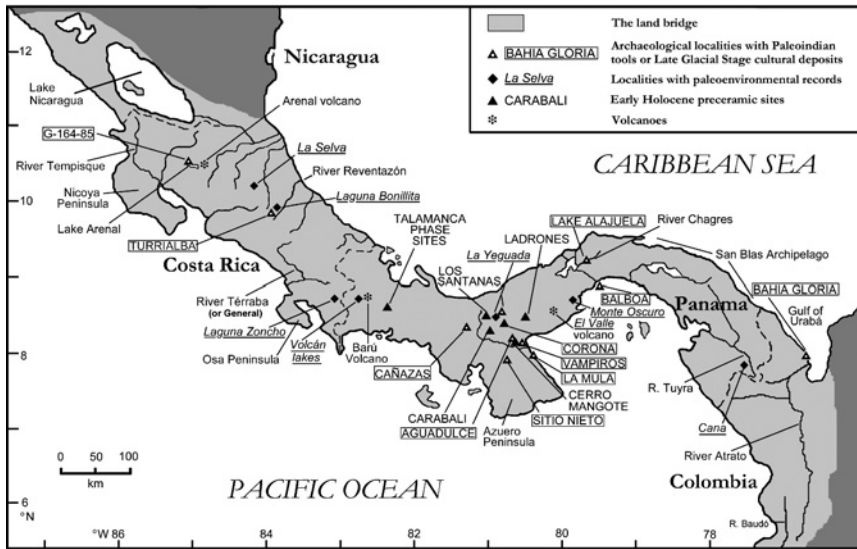 12
10
8
6
°N
°W 86
84
82
80
78
Nicaragua
The land bridge
BAHIA GLORIA
Archaeological localities with Paleoindian
tools or Late Glacial Stage cultural deposits
La Selva
Localities with paleoenvironmental records
CARABALI
Early Holocene preceramic sites
Volcanoes
Lake
Nicaragua
Arenal volcano
G-164-85
La Selva
River Tempisque
River Reventazón
CARIBBEAN SEA
Nicoya
Peninsula
Laguna Bonillita
Lake Arenal
TALAMANCA
PHASE
SITES
LAKE ALAJUELA
River Chagres
TURRIALBA
La Yeguada
LADRONES
San Blas Archipelago
Costa Rica
LOS
SANTANAS
BAHIA GLORIA
River Térraba
(or General)
BALBOA
Panama
Gulf of
Urabá
Monte Oscuro
Laguna Zoncho
El Valle
volcano
Osa Peninsula
Volcán
lakes
Barú
Volcano
CORONA
CAÑAZAS
VAMPIROS
R. Tuyra
LA MULA
CERRO
MANGOTE
CARABALI
SITIO NIETO
AGUADULCE
Azuero
Peninsula
Cana
River Atrato
0 50 100
km
PACIFIC OCEAN
Colombia
R. Baudó